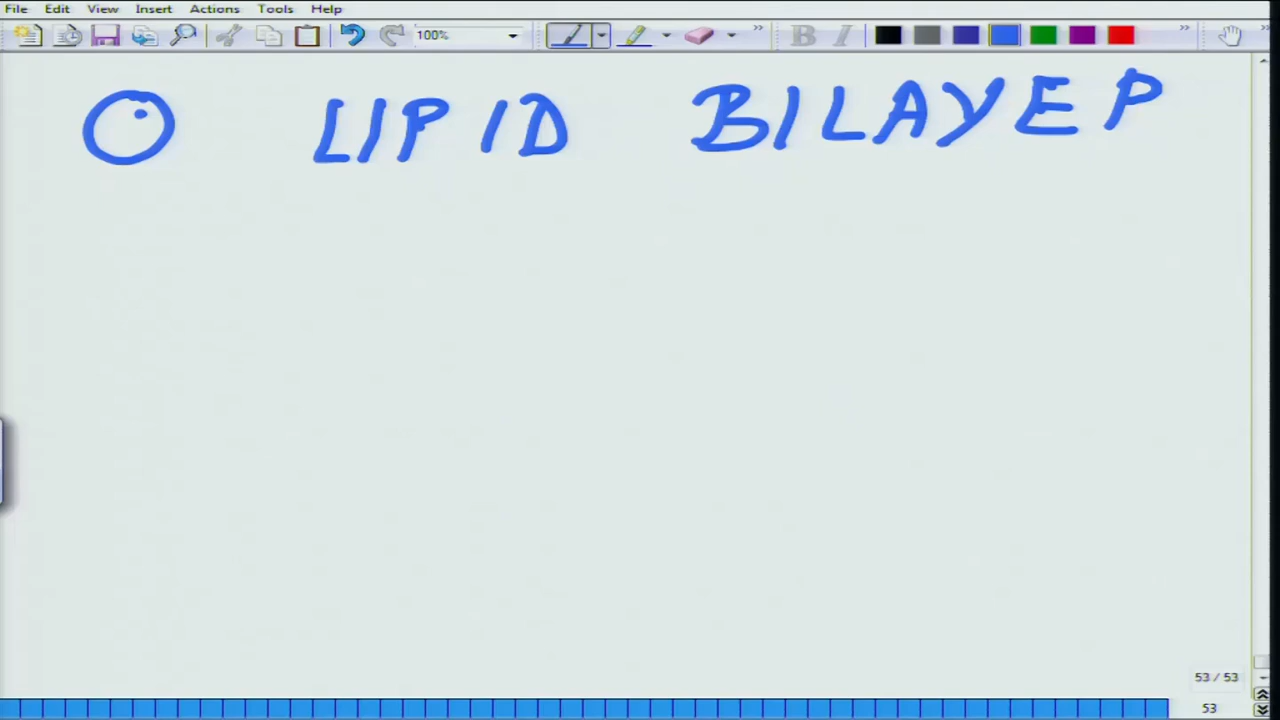 File Edit View Insert Actions Tools Help
100% B I
LIPID BILAYEP
53 / 53
53